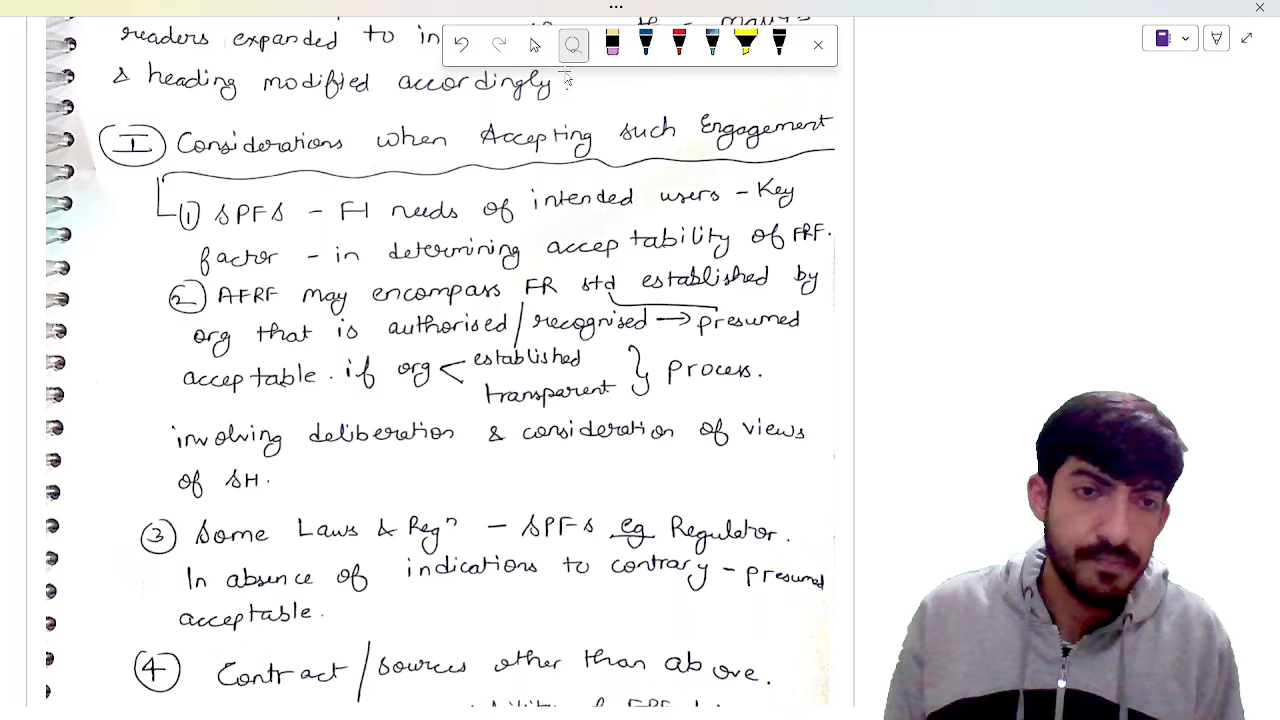 readers expanded to in
& heading modified accordingly
I Considerations when Accepting such Engagement
1 SPFS - FI needs of intended users - Key
factor - in determining acceptability of FRF.
2 AFRF may encompass FR std established by
org that is authorised / recognised → presumed
acceptable. if org < established
transparent } process.
involving deliberation & consideration of views
of SH.
3 Some Laws & Regn - SPFS eg Regulator.
In absence of indications to contrary - presumed
acceptable.
4 Contract / sources other than above.